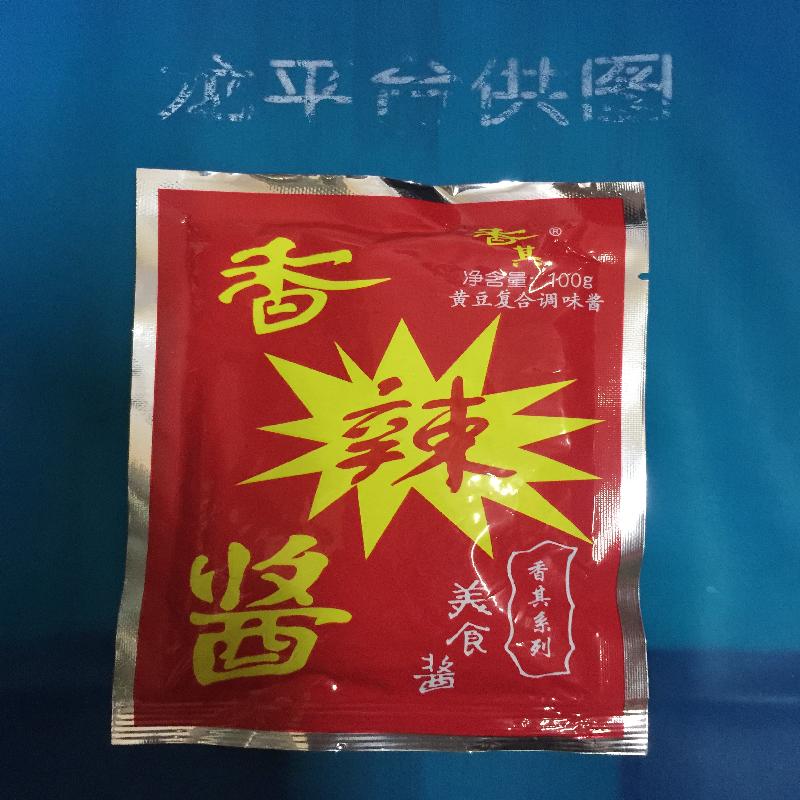 平台供图
香其®
净含量：100g
黄豆复合调味酱
香
辣
酱
美食酱
香其系列